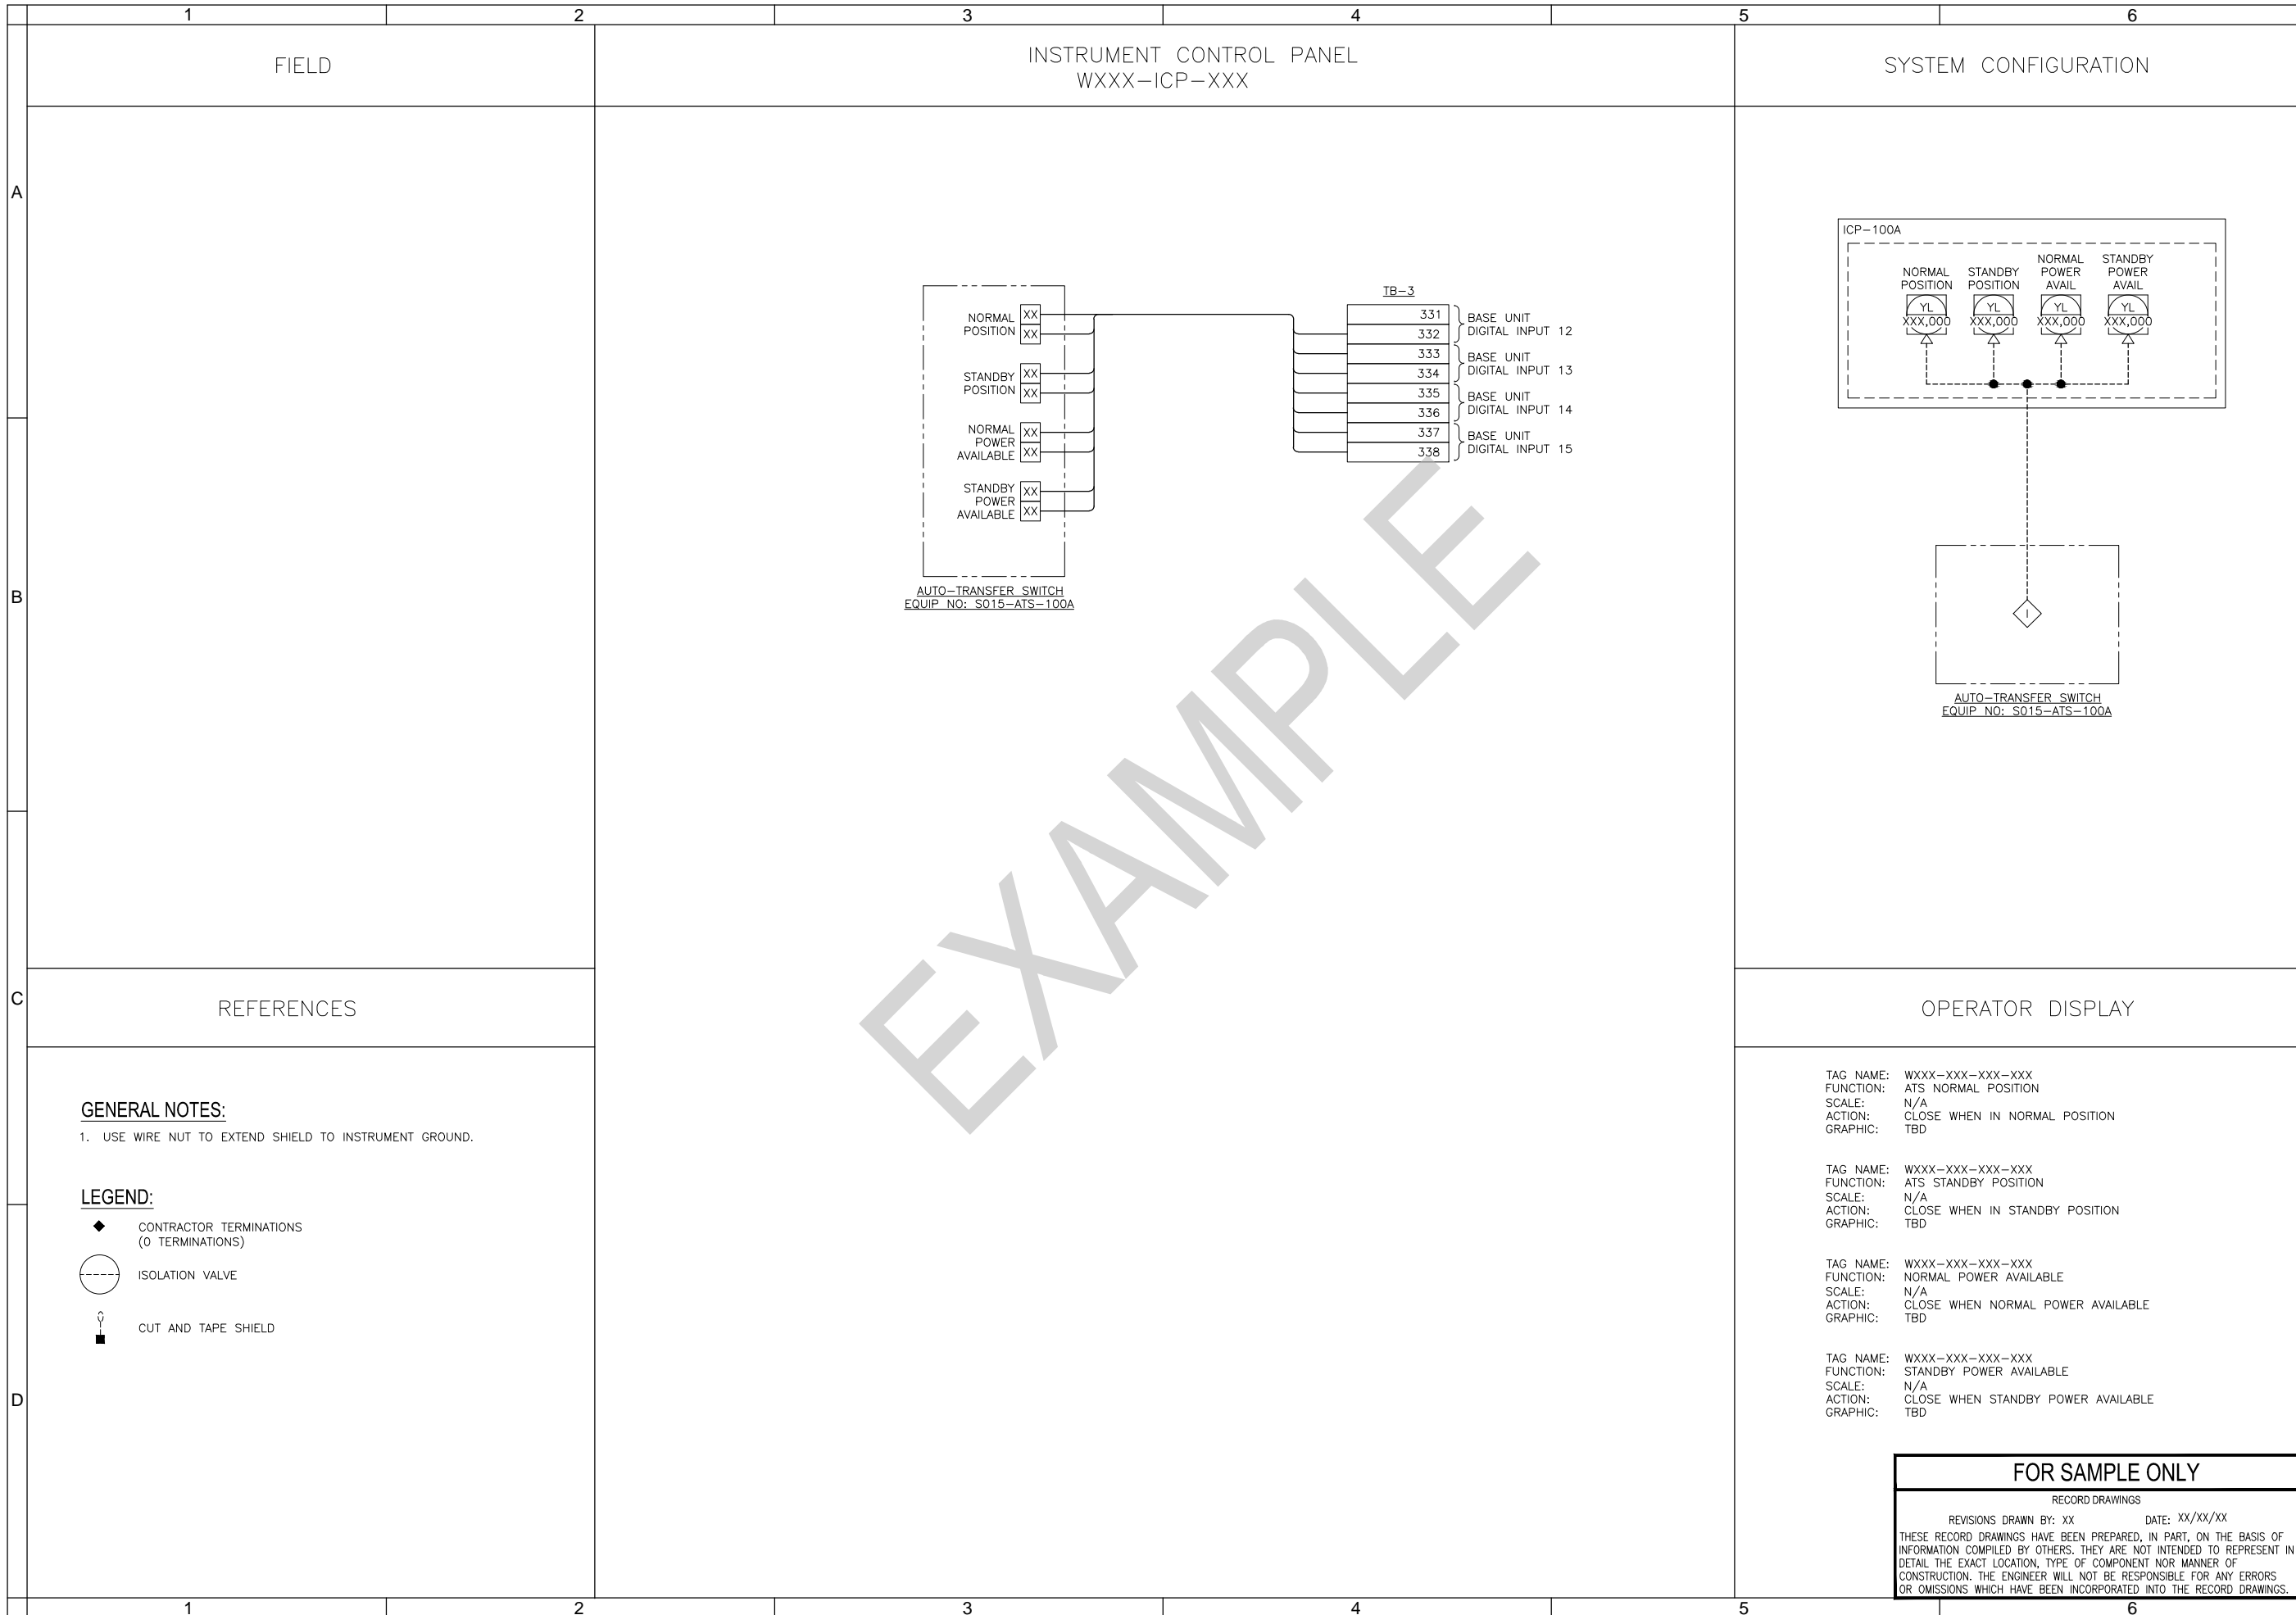 1 2 3 4 5 6
FIELD
INSTRUMENT CONTROL PANEL
WXXX-ICP-XXX
SYSTEM CONFIGURATION
A
B
C
D
NORMAL
POSITION
XX
XX
STANDBY
POSITION
XX
XX
NORMAL
POWER
AVAILABLE
XX
XX
STANDBY
POWER
AVAILABLE
XX
XX
AUTO-TRANSFER SWITCH
EQUIP NO: S015-ATS-100A
TB-3
331
332
333
334
335
336
337
338
BASE UNIT
DIGITAL INPUT 12
BASE UNIT
DIGITAL INPUT 13
BASE UNIT
DIGITAL INPUT 14
BASE UNIT
DIGITAL INPUT 15
EXAMPLE
ICP-100A
NORMAL
POSITION
YL
XXX,000
STANDBY
POSITION
YL
XXX,000
NORMAL
POWER
AVAIL
YL
XXX,000
STANDBY
POWER
AVAIL
YL
XXX,000
I
AUTO-TRANSFER SWITCH
EQUIP NO: S015-ATS-100A
REFERENCES
GENERAL NOTES:
1. USE WIRE NUT TO EXTEND SHIELD TO INSTRUMENT GROUND.
LEGEND:
CONTRACTOR TERMINATIONS
(0 TERMINATIONS)
ISOLATION VALVE
CUT AND TAPE SHIELD
OPERATOR DISPLAY
TAG NAME: WXXX-XXX-XXX-XXX
FUNCTION: ATS NORMAL POSITION
SCALE: N/A
ACTION: CLOSE WHEN IN NORMAL POSITION
GRAPHIC: TBD
TAG NAME: WXXX-XXX-XXX-XXX
FUNCTION: ATS STANDBY POSITION
SCALE: N/A
ACTION: CLOSE WHEN IN STANDBY POSITION
GRAPHIC: TBD
TAG NAME: WXXX-XXX-XXX-XXX
FUNCTION: NORMAL POWER AVAILABLE
SCALE: N/A
ACTION: CLOSE WHEN NORMAL POWER AVAILABLE
GRAPHIC: TBD
TAG NAME: WXXX-XXX-XXX-XXX
FUNCTION: STANDBY POWER AVAILABLE
SCALE: N/A
ACTION: CLOSE WHEN STANDBY POWER AVAILABLE
GRAPHIC: TBD
FOR SAMPLE ONLY
RECORD DRAWINGS
REVISIONS DRAWN BY: XX DATE: XX/XX/XX
THESE RECORD DRAWINGS HAVE BEEN PREPARED, IN PART, ON THE BASIS OF
INFORMATION COMPILED BY OTHERS. THEY ARE NOT INTENDED TO REPRESENT IN
DETAIL THE EXACT LOCATION, TYPE OF COMPONENT NOR MANNER OF
CONSTRUCTION. THE ENGINEER WILL NOT BE RESPONSIBLE FOR ANY ERRORS
OR OMISSIONS WHICH HAVE BEEN INCORPORATED INTO THE RECORD DRAWINGS.
1 2 3 4 5 6